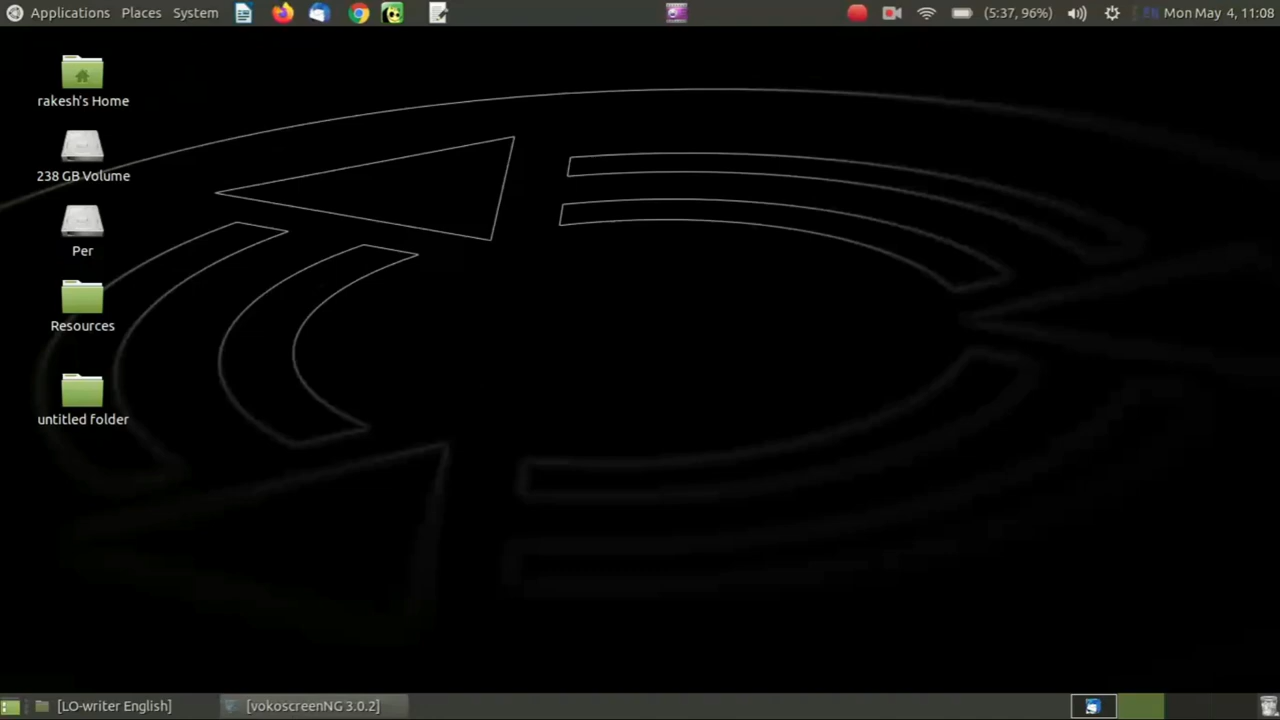 Applications Places System (5:37, 96%) Mon May 4, 11:08
rakesh's Home
238 GB Volume
Per
Resources
untitled folder
[LO-writer English] [vokoscreenNG 3.0.2]